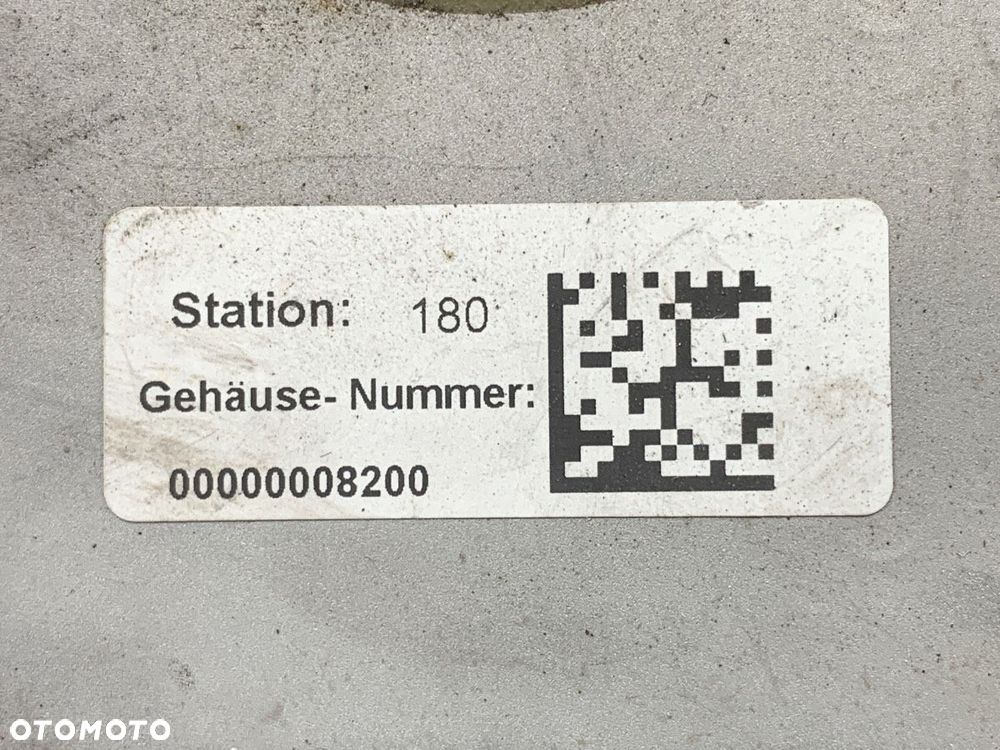 Station: 180
Gehäuse- Nummer:
00000008200
OTOMOTO